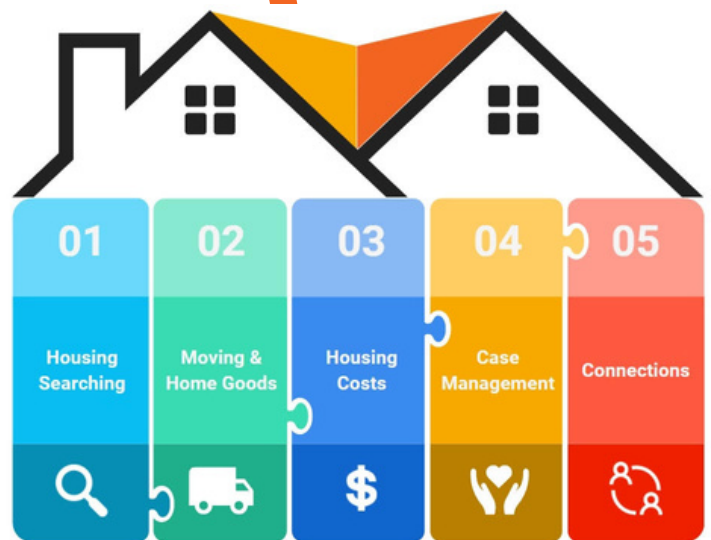 01
02
03
04
05
Housing
Searching
Moving &
Home Goods
Housing
Costs
Case
Management
Connections
$